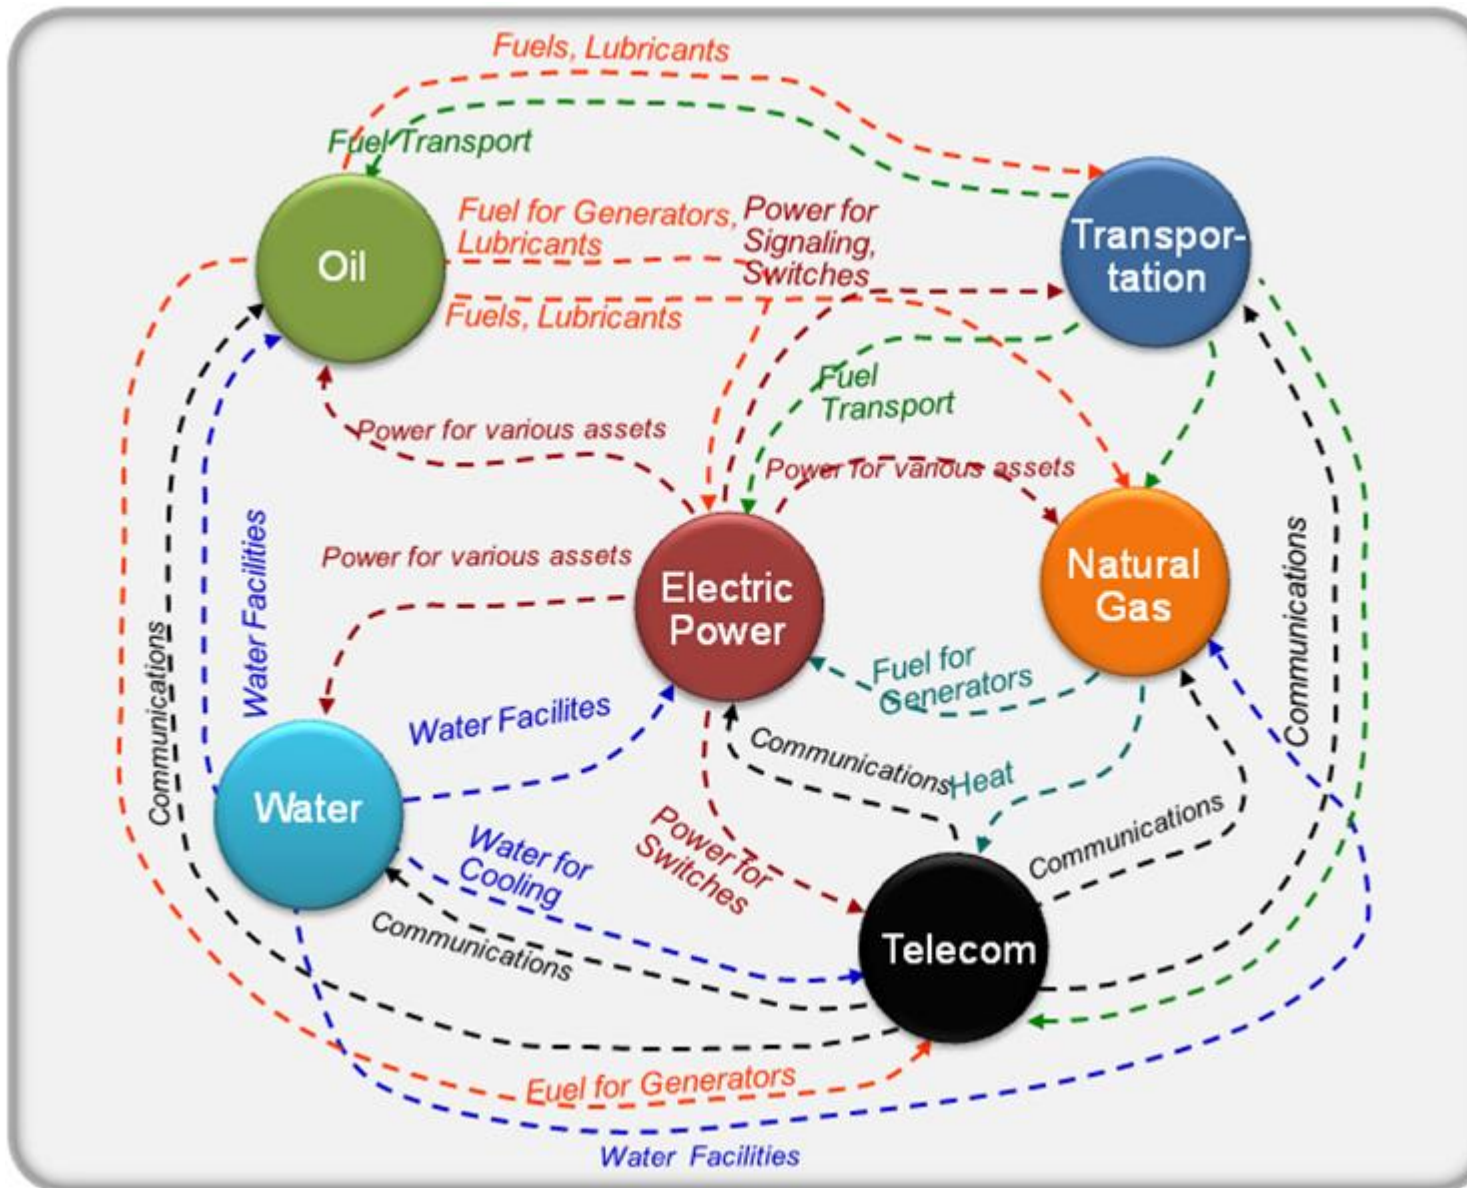 Fuels, Lubricants
Fuel Transport
Fuel for Generators,
Lubricants
Power for
Signaling,
Switches
Transpor-
tation
Oil
Fuels, Lubricants
Fuel
Transport
Power for various assets
Power for various assets
Power for various assets
Water Facilities
Communications
Electric
Power
Natural
Gas
Communications
Fuel for
Generators
Water Facilites
Communications
Heat
Water
Water for
Cooling
Power for
Switches
Communications
Communications
Telecom
Fuel for Generators
Water Facilities